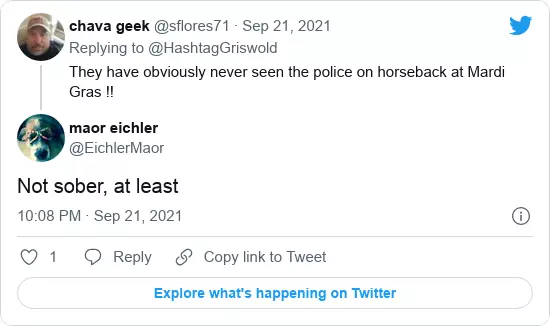 chava geek @sflores71 · Sep 21, 2021
Replying to @HashtagGriswold
They have obviously never seen the police on horseback at Mardi
Gras !!
maor eichler
@EichlerMaor
Not sober, at least
10:08 PM · Sep 21, 2021
1 Reply Copy link to Tweet
Explore what's happening on Twitter